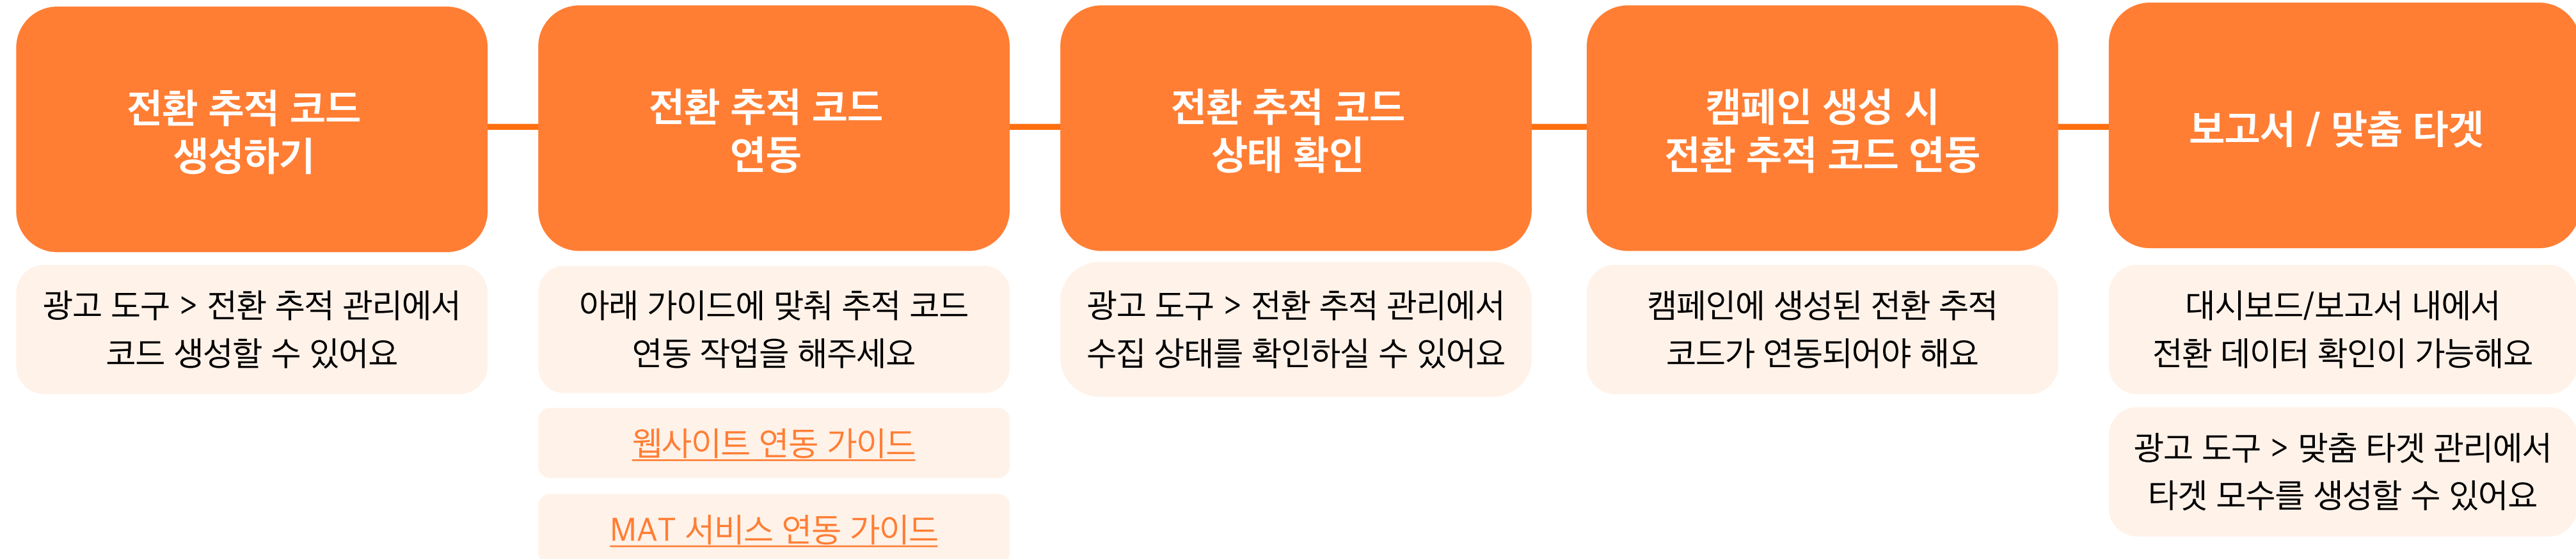 전환 추적 코드
생성하기
광고 도구 > 전환 추적 관리에서
코드 생성할 수 있어요
전환 추적 코드
연동
아래 가이드에 맞춰 추적 코드
연동 작업을 해주세요
웹사이트 연동 가이드
MAT 서비스 연동 가이드
전환 추적 코드
상태 확인
광고 도구 > 전환 추적 관리에서
수집 상태를 확인하실 수 있어요
캠페인 생성 시
전환 추적 코드 연동
캠페인에 생성된 전환 추적
코드가 연동되어야 해요
보고서 / 맞춤 타겟
대시보드/보고서 내에서
전환 데이터 확인이 가능해요
광고 도구 > 맞춤 타겟 관리에서
타겟 모수를 생성할 수 있어요